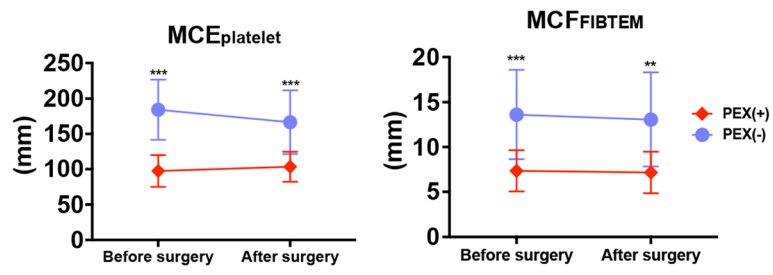 MCEplatelet
(mm)
250
200
150
100
50
0
***
***
Before surgery
After surgery
MCFFIBTEM
(mm)
20
15
10
5
0
***
**
Before surgery
After surgery
PEX(+)
PEX(-)